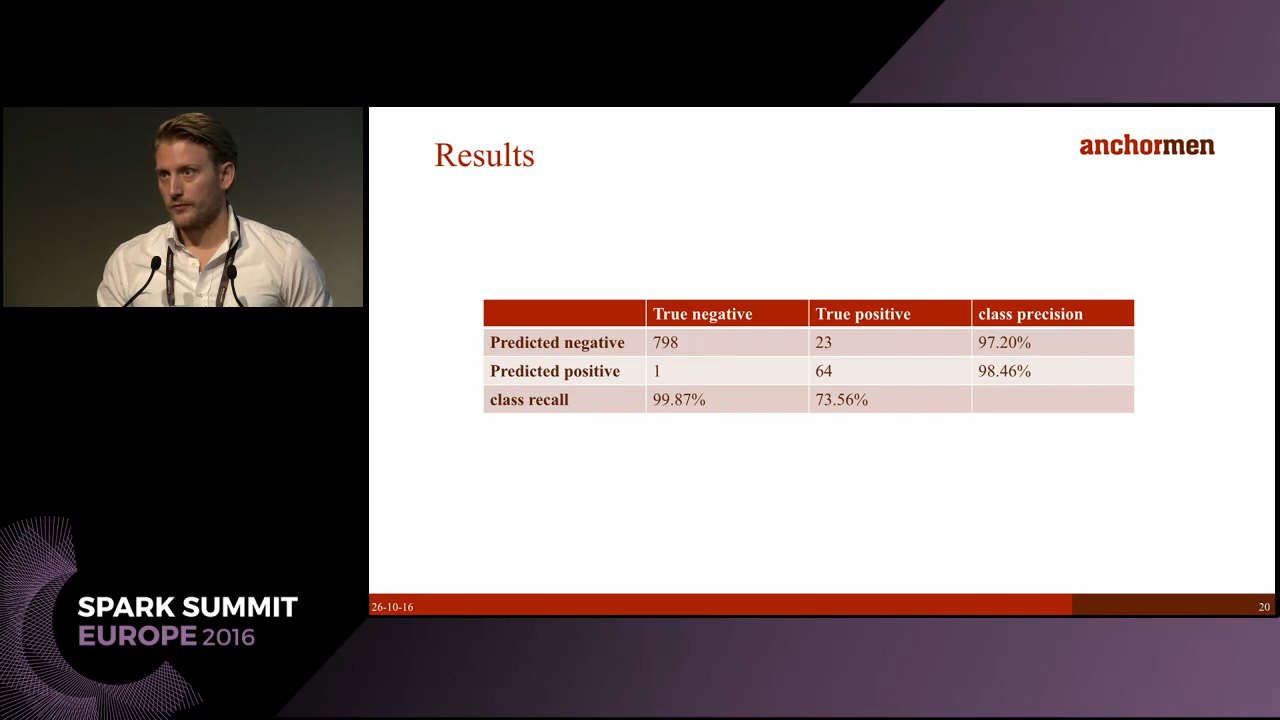 Results
anchormen
True negative True positive class precision
Predicted negative 798 23 97.20%
Predicted positive 1 64 98.46%
class recall 99.87% 73.56%
26-10-16 20
SPARK SUMMIT
EUROPE 2016